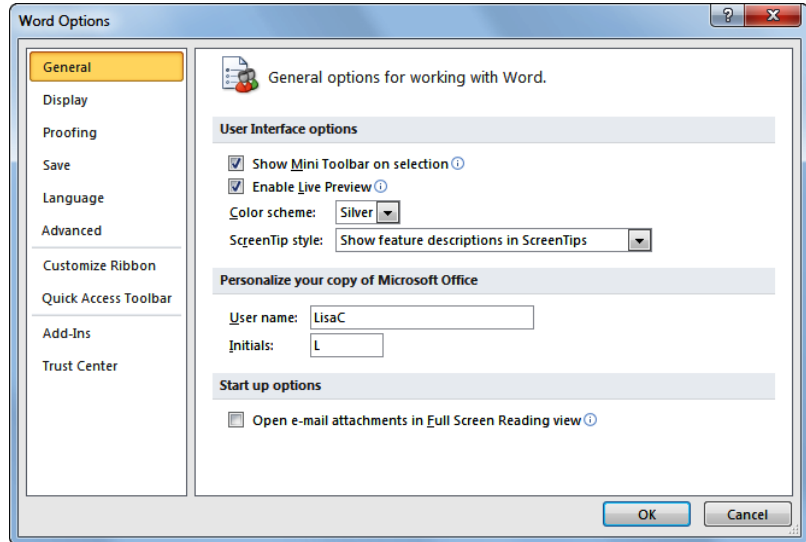 Word Options
General
Display
Proofing
Save
Language
Advanced
Customize Ribbon
Quick Access Toolbar
Add-Ins
Trust Center
General options for working with Word.
User Interface options
Show Mini Toolbar on selection
Enable Live Preview
Color scheme: Silver
ScreenTip style: Show feature descriptions in ScreenTips
Personalize your copy of Microsoft Office
User name: LisaC
Initials: L
Start up options
Open e-mail attachments in Full Screen Reading view
OK Cancel